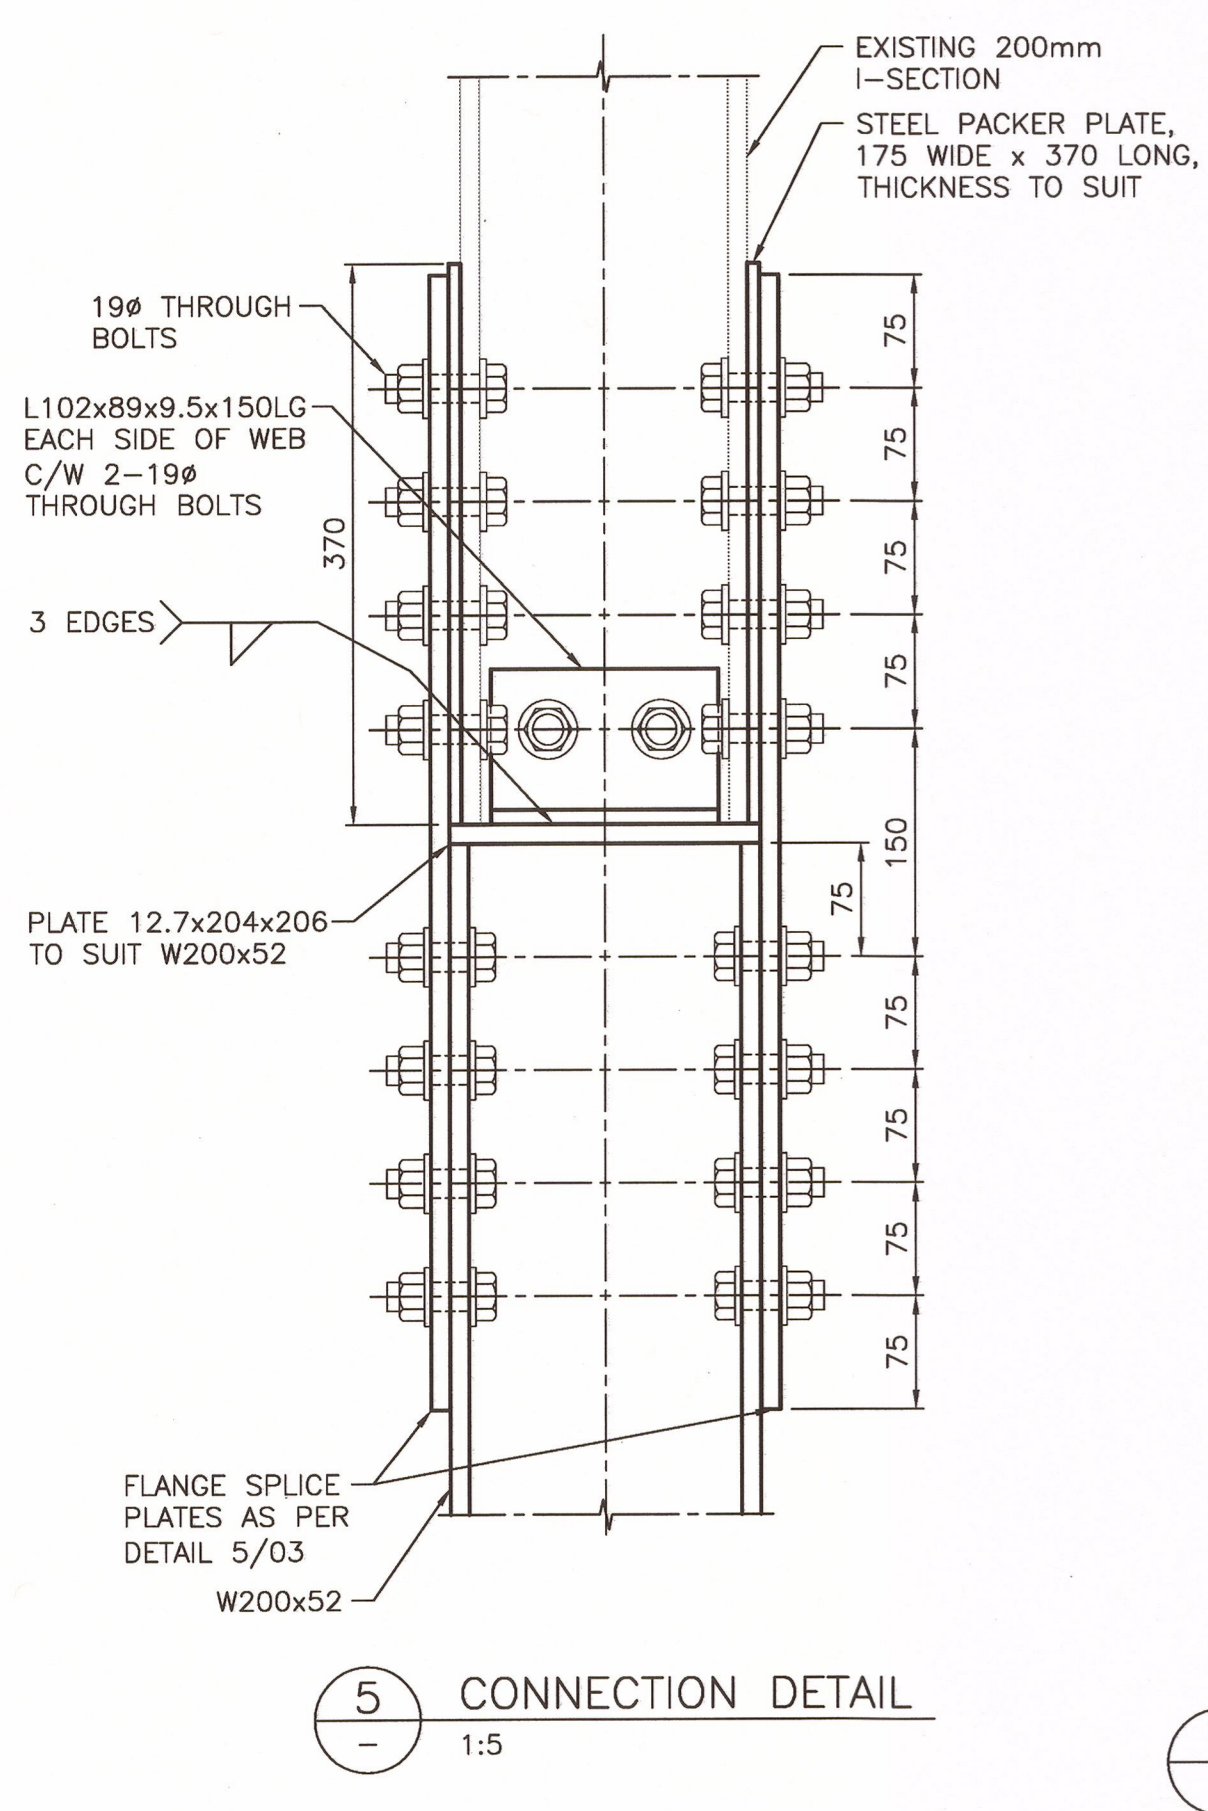 EXISTING 200mm
I-SECTION
STEEL PACKER PLATE,
175 WIDE x 370 LONG,
THICKNESS TO SUIT
19ø THROUGH
BOLTS
L102x89x9.5x150LG
EACH SIDE OF WEB
C/W 2-19ø
THROUGH BOLTS
370
3 EDGES
75
75
75
75
150
75
75
75
75
75
PLATE 12.7x204x206
TO SUIT W200x52
FLANGE SPLICE
PLATES AS PER
DETAIL 5/03
W200x52
5
-
CONNECTION DETAIL
1:5